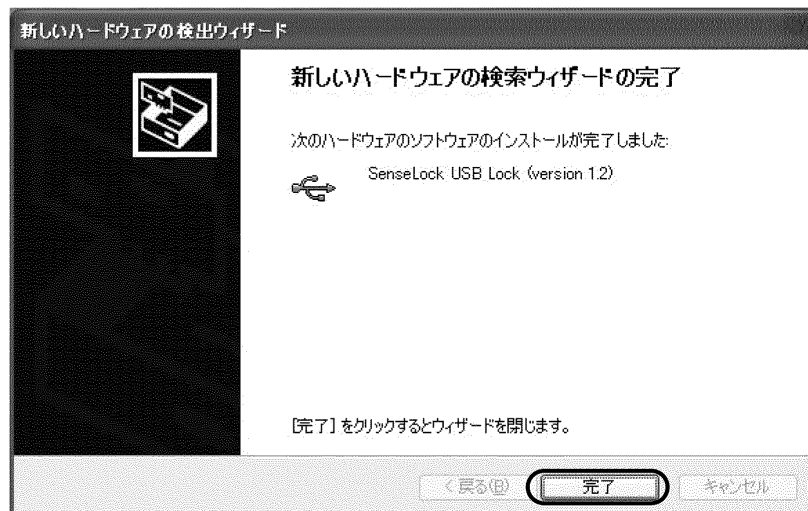 新しいハードウェアの検出ウィザード
新しいハードウェアの検索ウィザードの完了
次のハードウェアのソフトウェアのインストールが完了しました:
SenseLock USB Lock (version 1.2)
[完了] をクリックするとウィザードを閉じます。
< 戻る(B)
完了
キャンセル